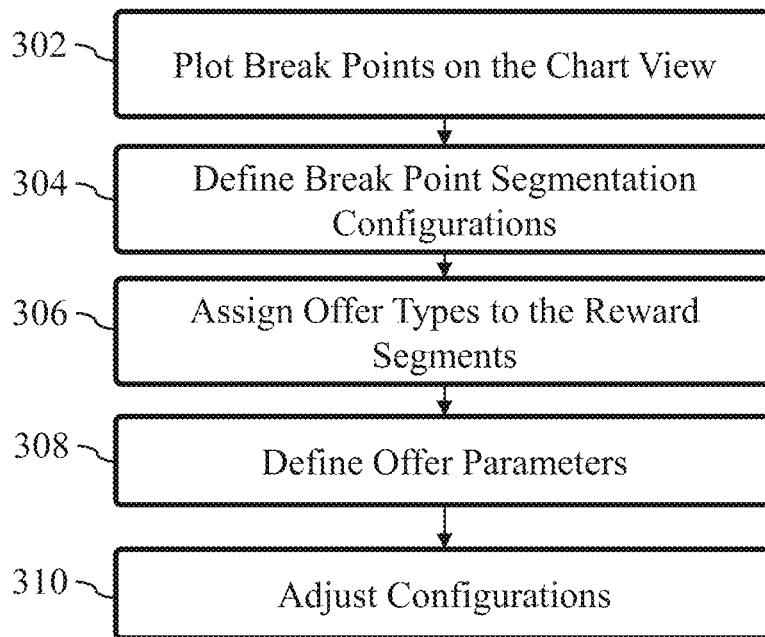 302
Plot Break Points on the Chart View
304
Define Break Point Segmentation
Configurations
306
Assign Offer Types to the Reward
Segments
308
Define Offer Parameters
310
Adjust Configurations